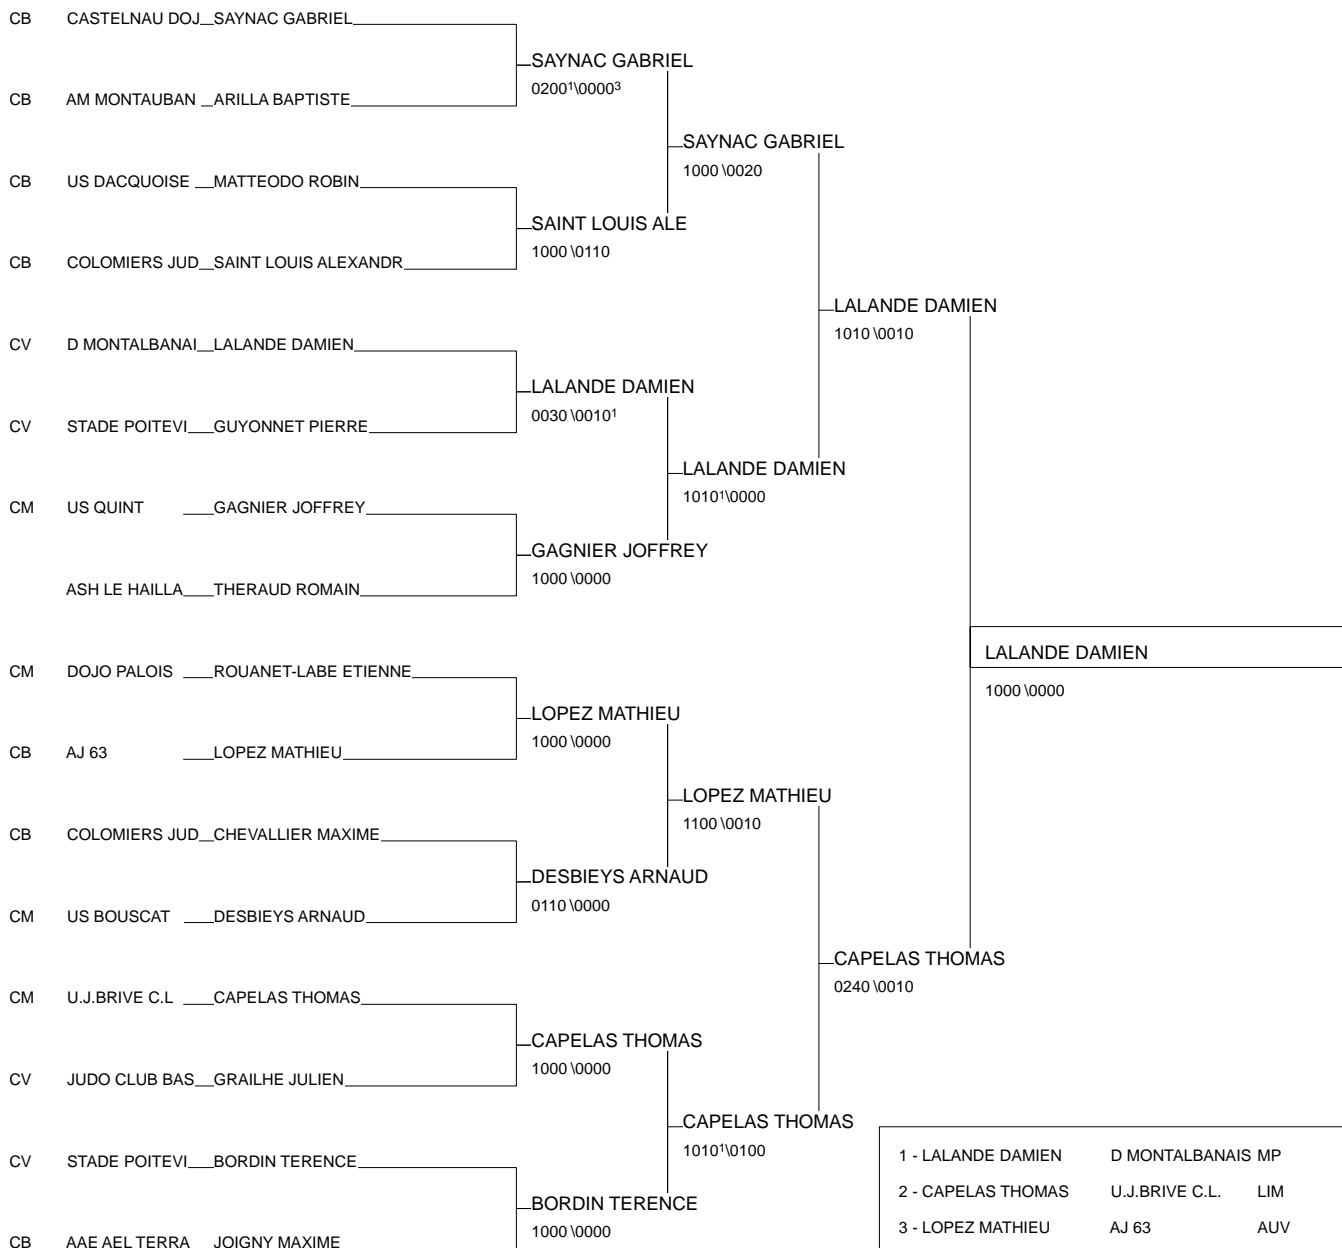 CB CASTELNAU DOJ SAYNAC GABRIEL
SAYNAC GABRIEL
0200¹\0000³
CB AM MONTAUBAN ARILLA BAPTISTE
SAYNAC GABRIEL
1000 \0020
CB US DACQUOISE MATTEODO ROBIN
SAINT LOUIS ALE
1000 \0110
CB COLOMIERS JUD SAINT LOUIS ALEXANDR
LALANDE DAMIEN
1010 \0010
CV D MONTALBANAI LALANDE DAMIEN
LALANDE DAMIEN
0030 \0010¹
CV STADE POITEVI GUYONNET PIERRE
LALANDE DAMIEN
1010¹\0000
CM US QUINT GAGNIER JOFFREY
GAGNIER JOFFREY
1000 \0000
ASH LE HAILLA THERAUD ROMAIN
LALANDE DAMIEN
1000 \0000
CM DOJO PALOIS ROUANET-LABE ETIENNE
LOPEZ MATHIEU
1000 \0000
CB AJ 63 LOPEZ MATHIEU
LOPEZ MATHIEU
1100 \0010
CB COLOMIERS JUD CHEVALLIER MAXIME
DESBIEYS ARNAUD
0110 \0000
CM US BOUSCAT DESBIEYS ARNAUD
CAPELAS THOMAS
0240 \0010
CM U.J.BRIVE C.L CAPELAS THOMAS
CAPELAS THOMAS
1000 \0000
CV JUDO CLUB BAS GRAILHE JULIEN
CAPELAS THOMAS
1010¹\0100
CV STADE POITEVI BORDIN TERENCE
BORDIN TERENCE
1000 \0000
CB AAE AEL TERRA JOIGNY MAXIME
1 - LALANDE DAMIEN D MONTALBANAIS MP
2 - CAPELAS THOMAS U.J.BRIVE C.L. LIM
3 - LOPEZ MATHIEU AJ 63 AUV